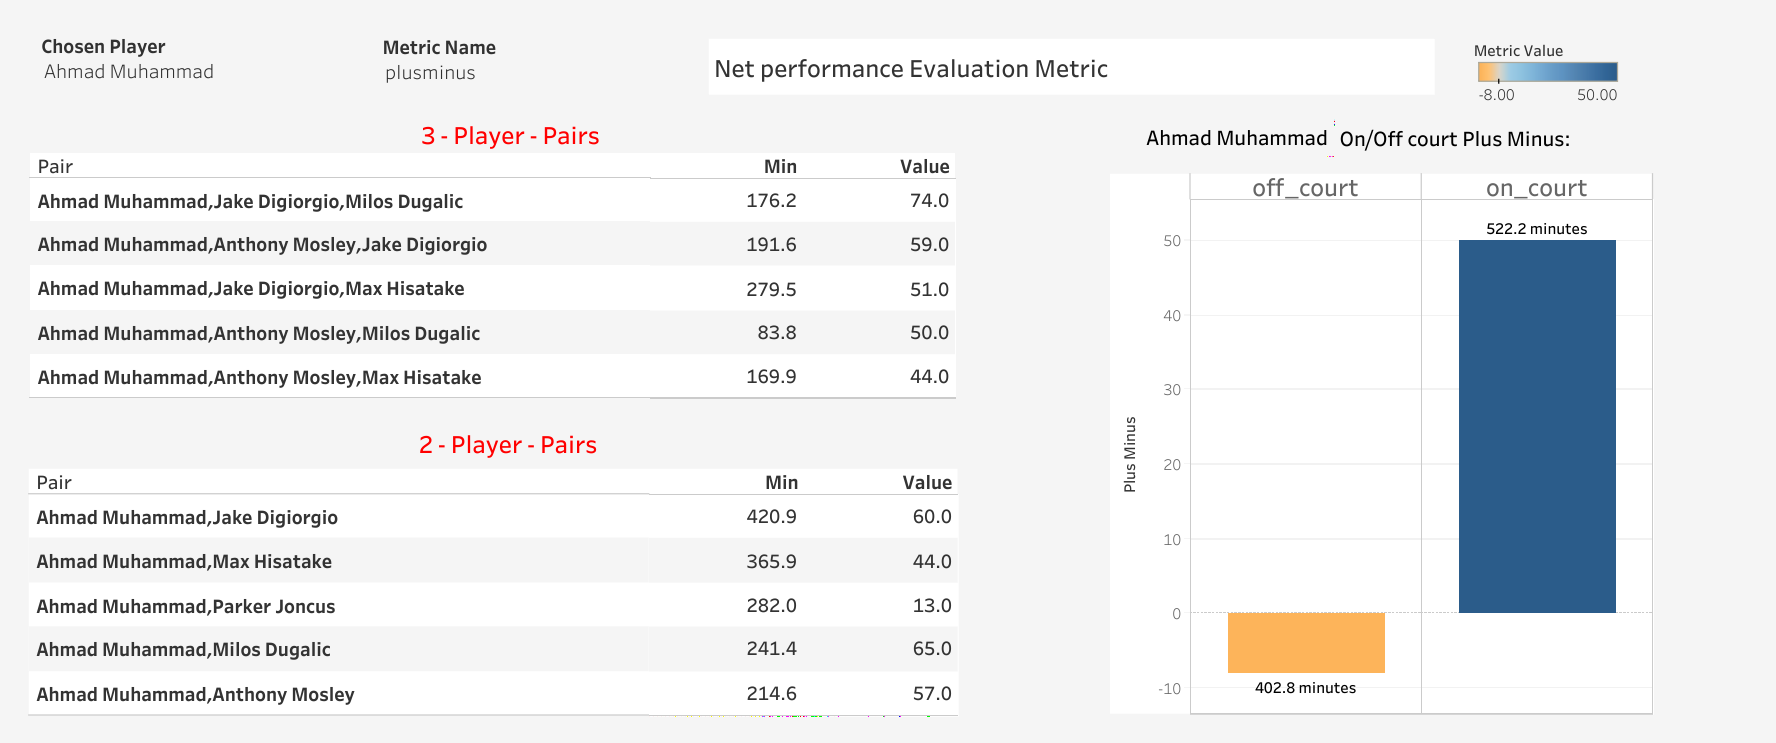 Chosen Player
Ahmad Muhammad
Metric Name
plusminus
Net performance Evaluation Metric
Metric Value
-8.00 50.00
3 - Player - Pairs
Pair Min Value
Ahmad Muhammad,Jake Digiorgio,Milos Dugalic 176.2 74.0
Ahmad Muhammad,Anthony Mosley,Jake Digiorgio 191.6 59.0
Ahmad Muhammad,Jake Digiorgio,Max Hisatake 279.5 51.0
Ahmad Muhammad,Anthony Mosley,Milos Dugalic 83.8 50.0
Ahmad Muhammad,Anthony Mosley,Max Hisatake 169.9 44.0
2 - Player - Pairs
Pair Min Value
Ahmad Muhammad,Jake Digiorgio 420.9 60.0
Ahmad Muhammad,Max Hisatake 365.9 44.0
Ahmad Muhammad,Parker Joncus 282.0 13.0
Ahmad Muhammad,Milos Dugalic 241.4 65.0
Ahmad Muhammad,Anthony Mosley 214.6 57.0
Ahmad Muhammad On/Off court Plus Minus:
off_court on_court
522.2 minutes
50
40
30
20
10
0
-10
Plus Minus
402.8 minutes